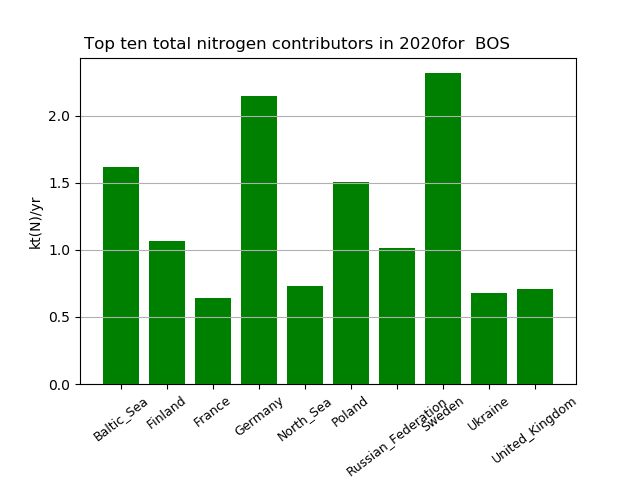 Top ten total nitrogen contributors in 2020for  BOS
kt(N)/yr
2.0
1.5
1.0
0.5
0.0
Baltic_Sea
Finland
France
Germany
North_Sea
Poland
Russian_Federation
Sweden
Ukraine
United_Kingdom